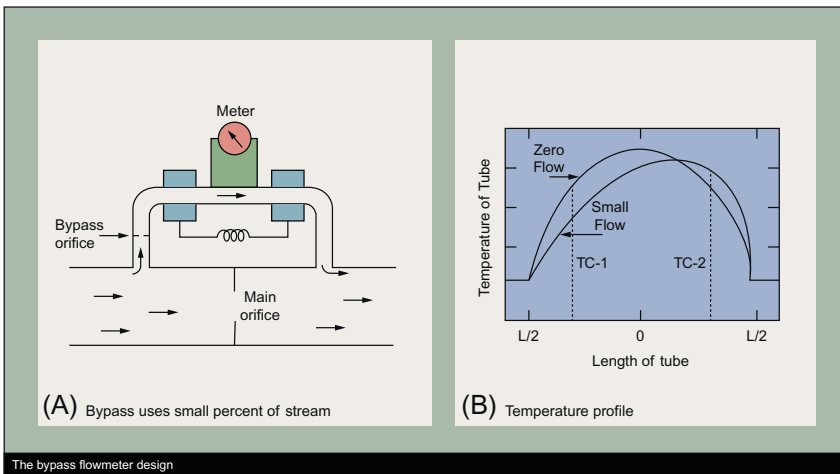 Meter
Bypass
orifice
Main
orifice
(A) Bypass uses small percent of stream
Temperature of Tube
Zero
Flow
Small
Flow
TC-1
TC-2
L/2
0
L/2
Length of tube
(B) Temperature profile
The bypass flowmeter design